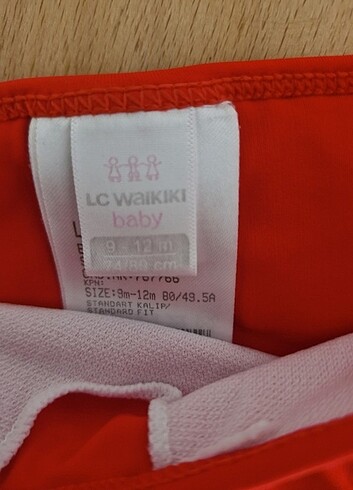 LC WAIKIKI
baby
9 - 12 m
74/80 cm
KPN:
SIZE:9m-12m 80/49.5A
STANDART KALIP/
STANDARD FIT